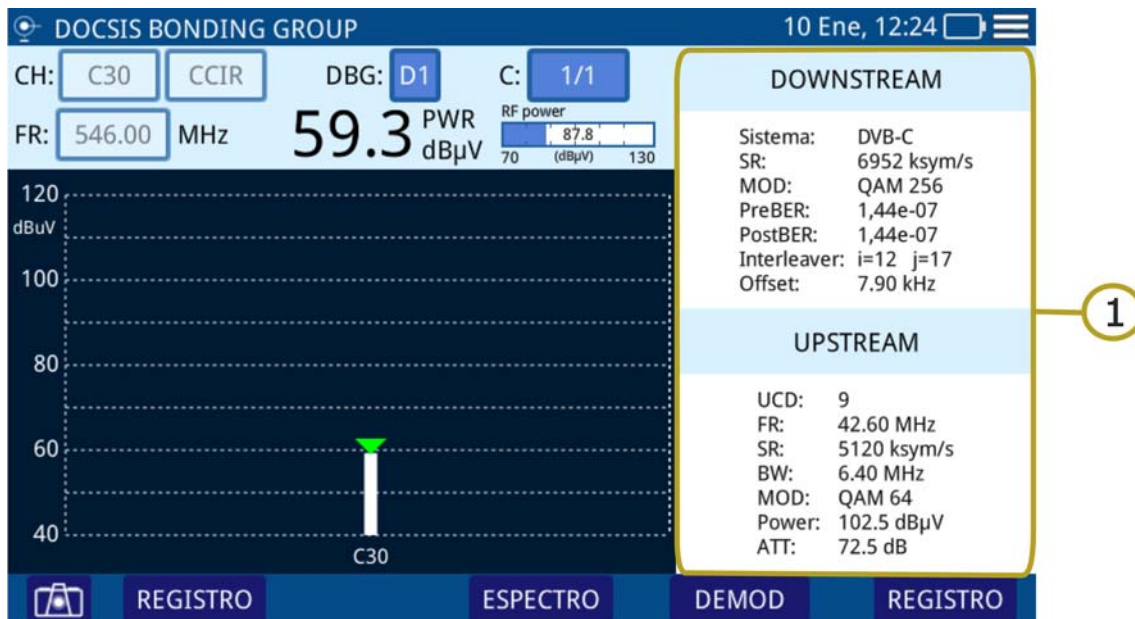 DOCSIS BONDING GROUP
10 Ene, 12:24
CH: C30 CCIR DBG: D1 C: 1/1
FR: 546.00 MHz 59.3 PWR dBµV
RF power
87.8
70 (dBµV) 130
120
dBuV
100
80
60
40
C30
DOWNSTREAM
Sistema: DVB-C
SR: 6952 ksym/s
MOD: QAM 256
PreBER: 1,44e-07
PostBER: 1,44e-07
Interleaver: i=12 j=17
Offset: 7.90 kHz
UPSTREAM
UCD: 9
FR: 42.60 MHz
SR: 5120 ksym/s
BW: 6.40 MHz
MOD: QAM 64
Power: 102.5 dBµV
ATT: 72.5 dB
1
REGISTRO ESPECTRO DEMOD REGISTRO